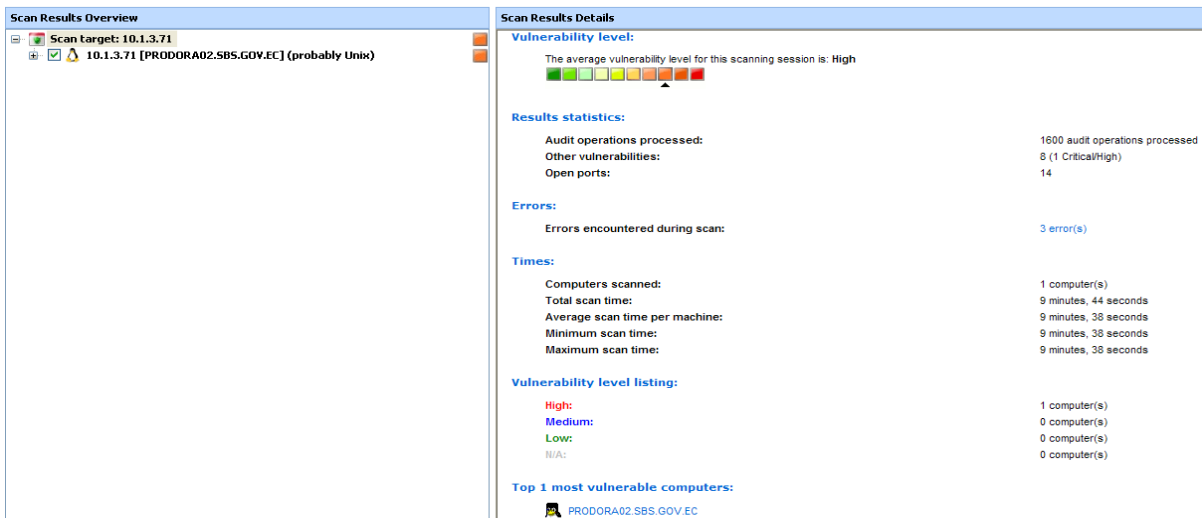 Scan Results Overview
Scan target: 10.1.3.71
10.1.3.71 [PRODORA02.SBS.GOV.EC] (probably Unix)
Scan Results Details
Vulnerability level:
The average vulnerability level for this scanning session is: High
Results statistics:
Audit operations processed: 1600 audit operations processed
Other vulnerabilities: 8 (1 Critical/High)
Open ports: 14
Errors:
Errors encountered during scan: 3 error(s)
Times:
Computers scanned: 1 computer(s)
Total scan time: 9 minutes, 44 seconds
Average scan time per machine: 9 minutes, 38 seconds
Minimum scan time: 9 minutes, 38 seconds
Maximum scan time: 9 minutes, 38 seconds
Vulnerability level listing:
High: 1 computer(s)
Medium: 0 computer(s)
Low: 0 computer(s)
N/A: 0 computer(s)
Top 1 most vulnerable computers:
PRODORA02.SBS.GOV.EC